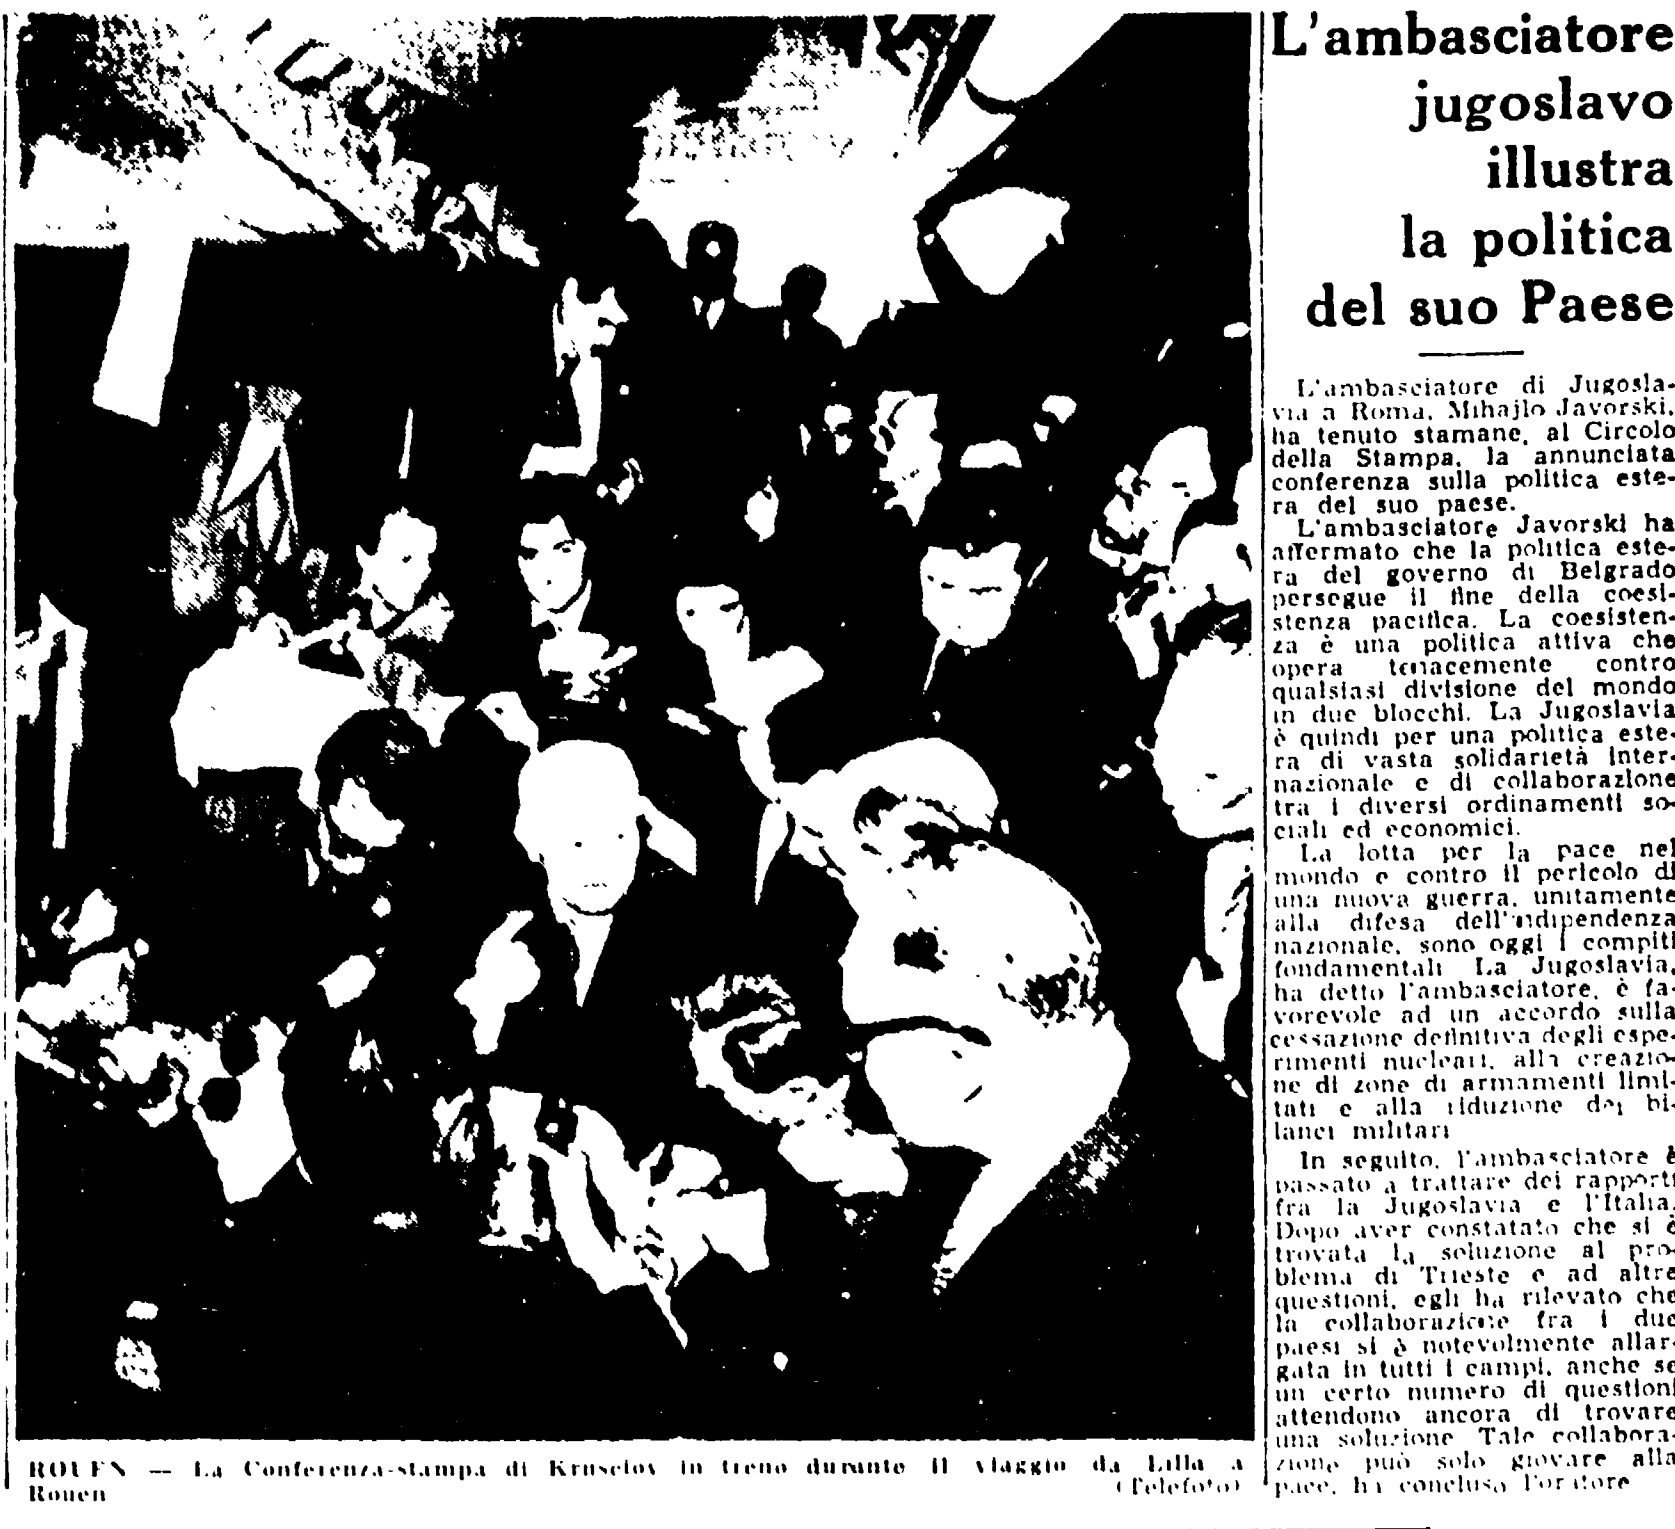 L'ambasciatore
jugoslavo
illustra
la politica
del suo Paese
L'ambasciatore di Jugosla-
via a Roma, Mihajlo Javorski,
ha tenuto stamane, al Circolo
della Stampa, la annunciata
conferenza sulla politica este-
ra del suo paese.
L'ambasciatore Javorski ha
affermato che la politica este-
ra del governo di Belgrado
persegue il fine della coesi-
stenza pacifica. La coesisten-
za è una politica attiva che
opera tenacemente contro
qualsiasi divisione del mondo
in due blocchi. La Jugoslavia
è quindi per una politica este-
ra di vasta solidarietà inter-
nazionale e di collaborazione
tra i diversi ordinamenti so-
ciali ed economici.
La lotta per la pace nel
mondo e contro il pericolo di
una nuova guerra, unitamente
alla difesa dell'indipendenza
nazionale, sono oggi i compiti
fondamentali La Jugoslavia,
ha detto l'ambasciatore, è fa-
vorevole ad un accordo sulla
cessazione definitiva degli espe-
rimenti nucleari, alla creazio-
ne di zone di armamenti limi-
tati e alla riduzione dei bi-
lanci militari
In seguito, l'ambasciatore è
passato a trattare dei rapporti
fra la Jugoslavia e l'Italia.
Dopo aver constatato che si è
trovata la soluzione al pro-
blema di Trieste e ad altre
questioni, egli ha rilevato che
la collaborazione fra i due
paesi si è notevolmente allar-
gata in tutti i campi, anche se
un certo numero di questioni
attendono ancora di trovare
una soluzione Tale collabora-
zione può solo giovare alla
pace, ha concluso l'oratore
ROUEN — La Conferenza-stampa di Krusciov in treno durante il viaggio da Lilla a
Rouen (Telefoto)